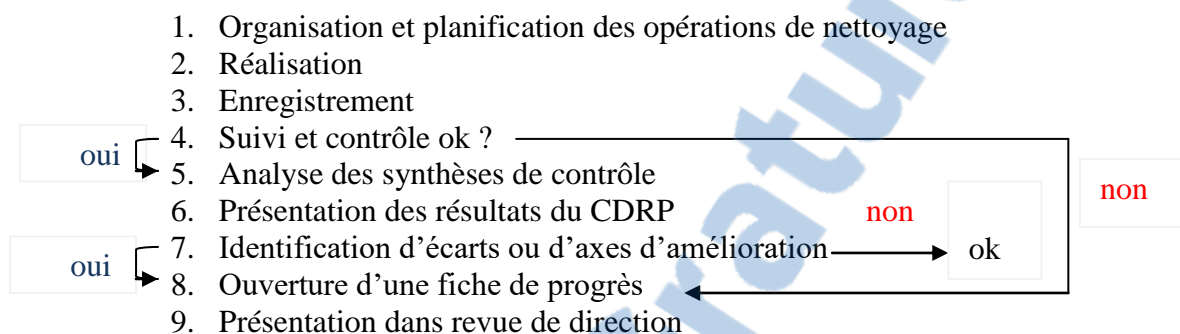 1. Organisation et planification des opérations de nettoyage
2. Réalisation
3. Enregistrement
4. Suivi et contrôle ok ?
oui
5. Analyse des synthèses de contrôle
non
6. Présentation des résultats du CDRP
non
7. Identification d'écarts ou d'axes d'amélioration
ok
oui
8. Ouverture d'une fiche de progrès
9. Présentation dans revue de direction